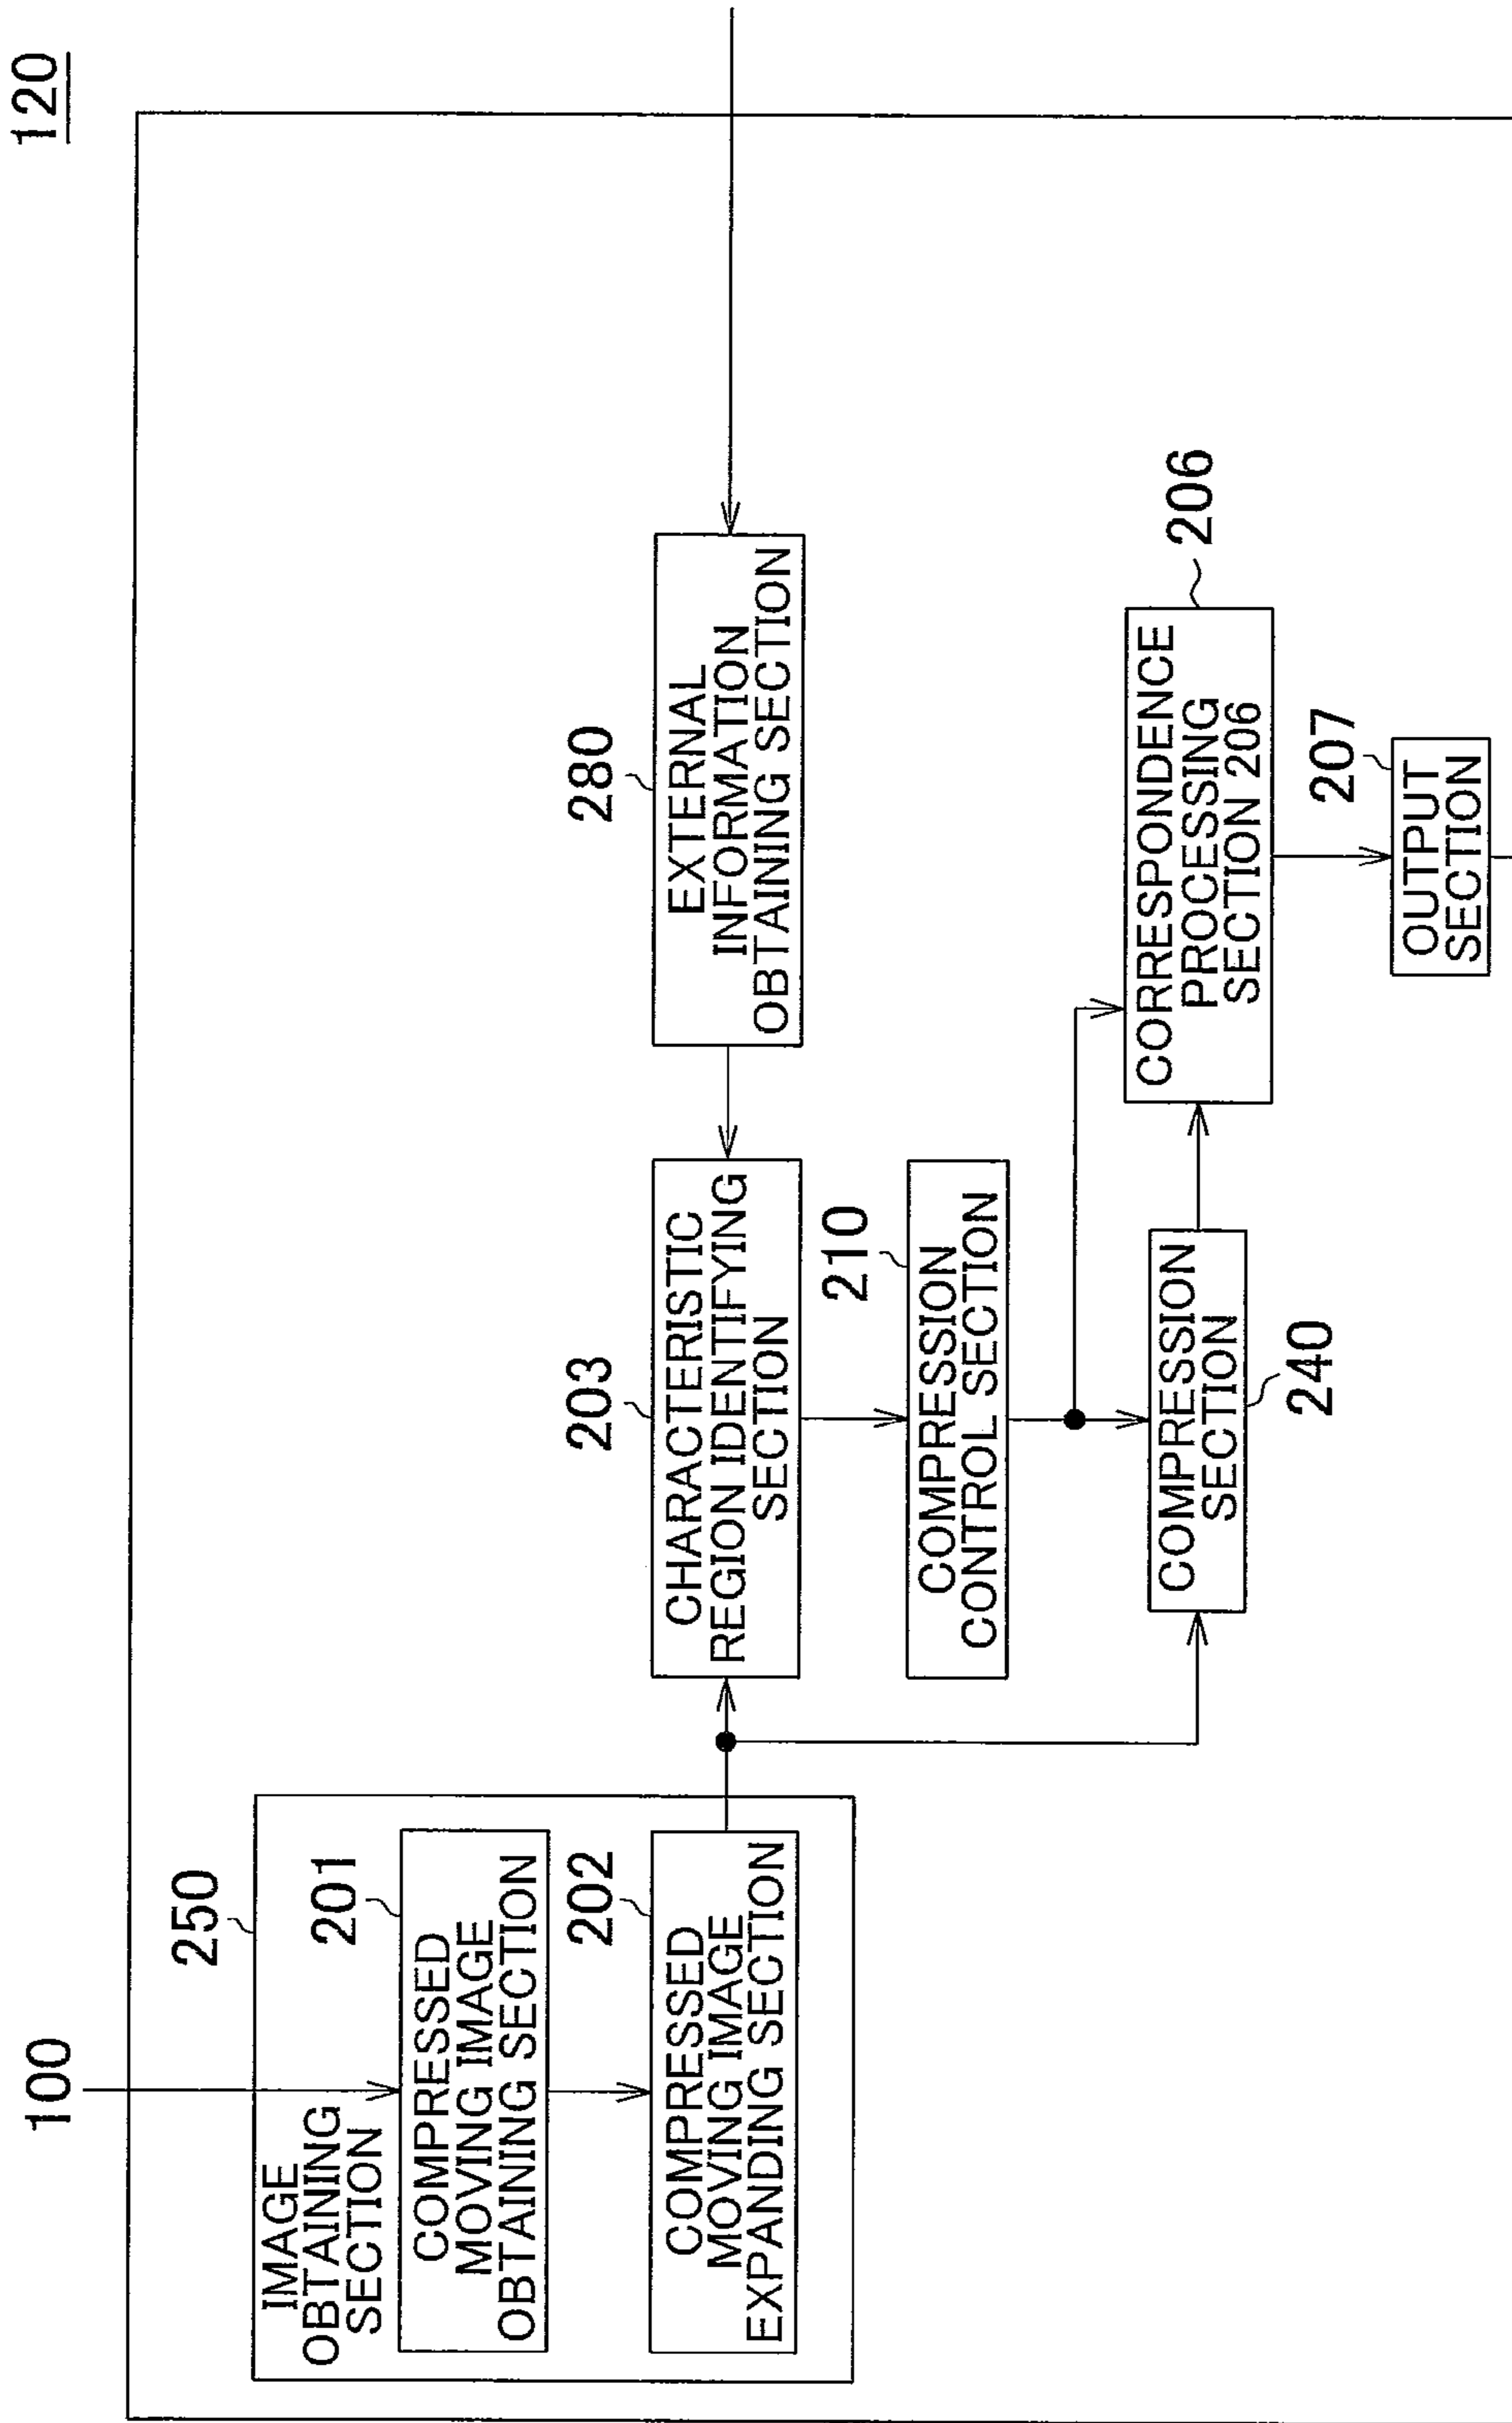 120
100
250
IMAGE
OBTAINING
SECTION
201
COMPRESSED
MOVING IMAGE
OBTAINING SECTION
202
COMPRESSED
MOVING IMAGE
EXPANDING SECTION
203
CHARACTERISTIC
REGION IDENTIFYING
SECTION
280
EXTERNAL
INFORMATION
OBTAINING SECTION
210
COMPRESSION
CONTROL SECTION
COMPRESSION
SECTION
240
206
CORRESPONDENCE
PROCESSING
SECTION 206
207
OUTPUT
SECTION